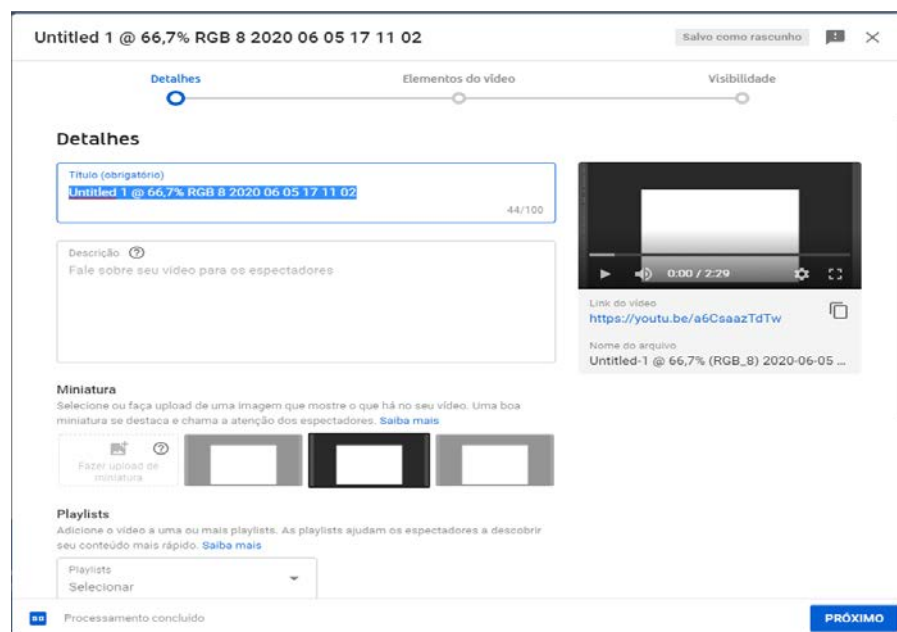 Untitled 1 @ 66,7% RGB 8 2020 06 05 17 11 02
Salvo como rascunho
Detalhes
Elementos do vídeo
Visibilidade
Detalhes
Título (obrigatório)
Untitled 1 @ 66,7% RGB 8 2020 06 05 17 11 02
44/100
Descrição
Fale sobre seu vídeo para os espectadores
0:00 / 2:29
Link do vídeo
https://youtu.be/a6CsaazTdTw
Nome do arquivo
Untitled-1 @ 66,7% (RGB_8) 2020-06-05 ...
Miniatura
Selecione ou faça upload de uma imagem que mostre o que há no seu vídeo. Uma boa
miniatura se destaca e chama a atenção dos espectadores. Saiba mais
Fazer upload de
miniatura
Playlists
Adicione o vídeo a uma ou mais playlists. As playlists ajudam os espectadores a descobrir
seu conteúdo mais rápido. Saiba mais
Playlists
Selecionar
Processamento concluído
PRÓXIMO